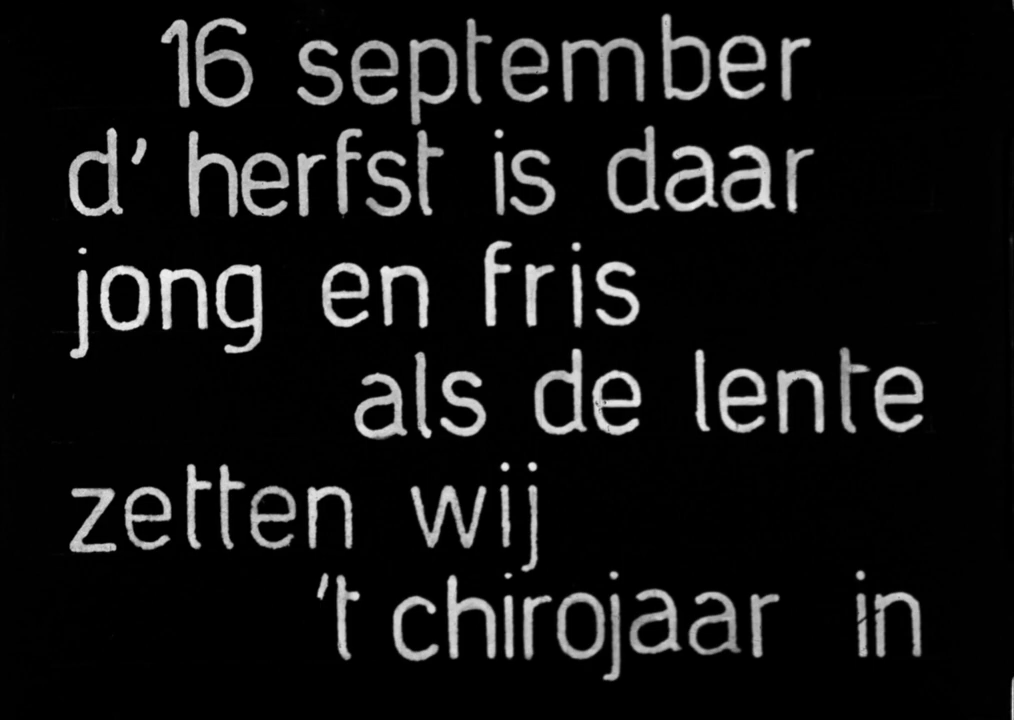 16 september
d' herfst is daar
jong en fris
als de lente
zetten wij
't chirojaar in